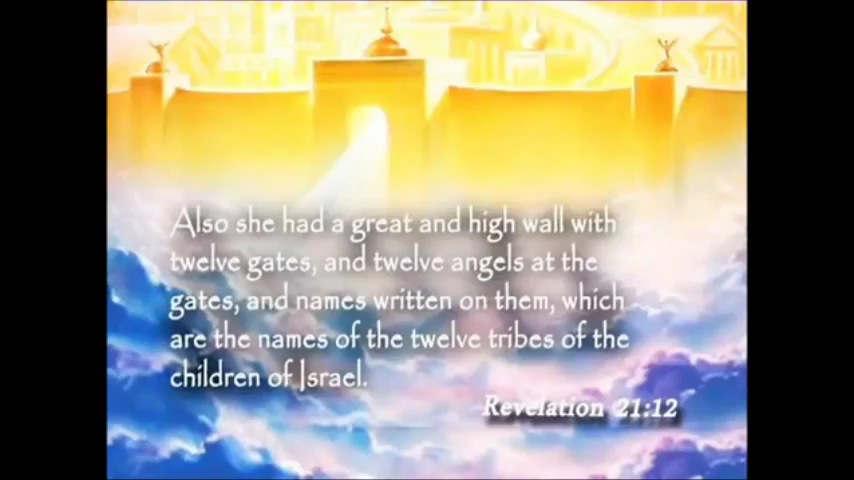 Also she had a great and high wall with
twelve gates, and twelve angels at the
gates, and names written on them, which
are the names of the twelve tribes of the
children of Israel.
Revelation 21:12